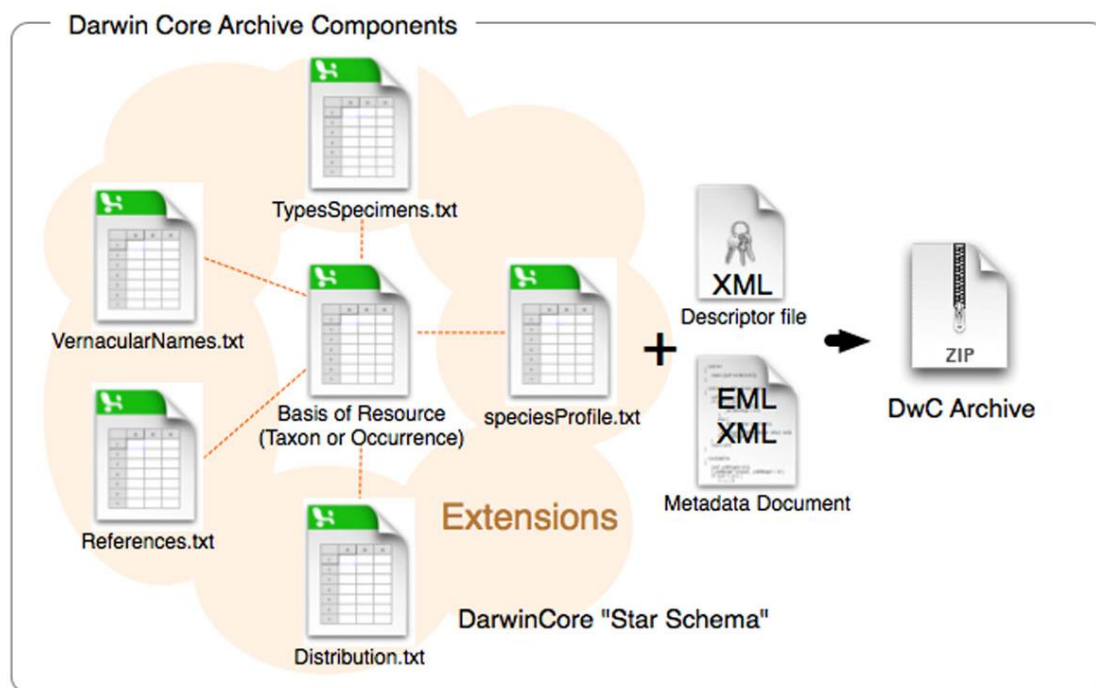 Darwin Core Archive Components
TypesSpecimens.txt
VernacularNames.txt
Basis of Resource
(Taxon or Occurrence)
speciesProfile.txt
References.txt
Extensions
Distribution.txt
DarwinCore "Star Schema"
+
XML
Descriptor file
EML
XML
Metadata Document
ZIP
DwC Archive